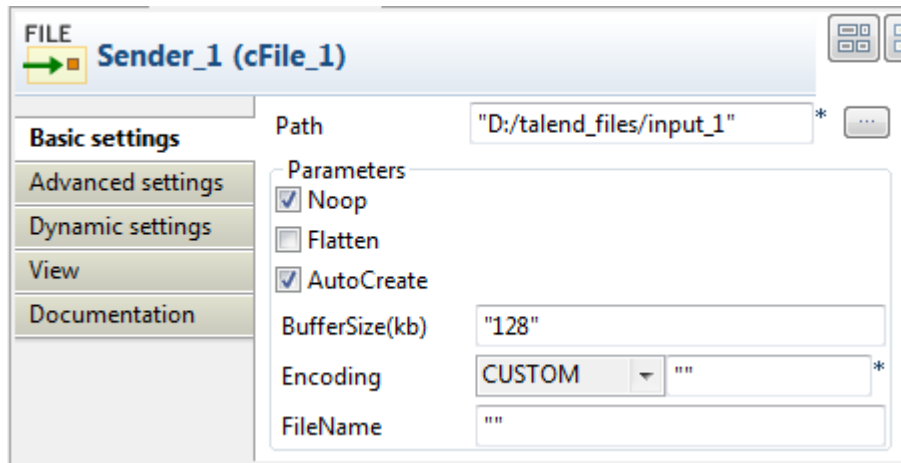 FILE
Sender_1 (cFile_1)
Basic settings
Advanced settings
Dynamic settings
View
Documentation
Path "D:/talend_files/input_1" * ...
Parameters
Noop
Flatten
AutoCreate
BufferSize(kb) "128"
Encoding CUSTOM "" *
FileName ""